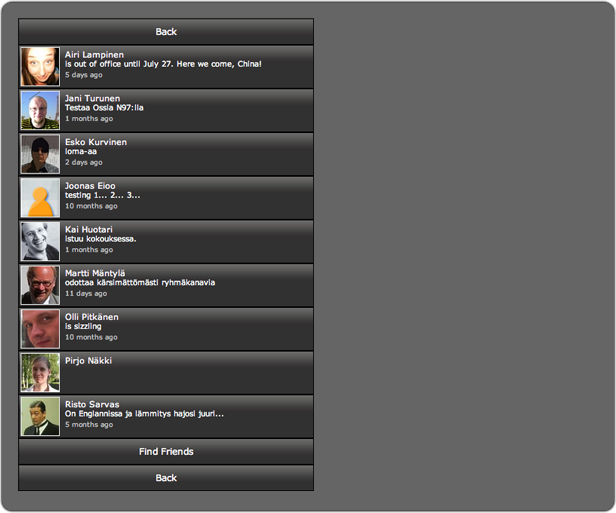 Back
Airi Lampinen
is out of office until July 27. Here we come, China!
5 days ago
Jani Turunen
Testaa Ossia N97:lla
1 months ago
Esko Kurvinen
loma-aa
2 days ago
Joonas Eloo
testing 1... 2... 3...
10 months ago
Kai Huotari
istuu kokouksessa.
1 months ago
Martti Mäntylä
odottaa kärsimättömästi ryhmäkanavia
11 days ago
Olli Pitkänen
is sizzling
10 months ago
Pirjo Näkki
Risto Sarvas
On Englannissa ja lämmitys hajosi juuri...
5 months ago
Find Friends
Back